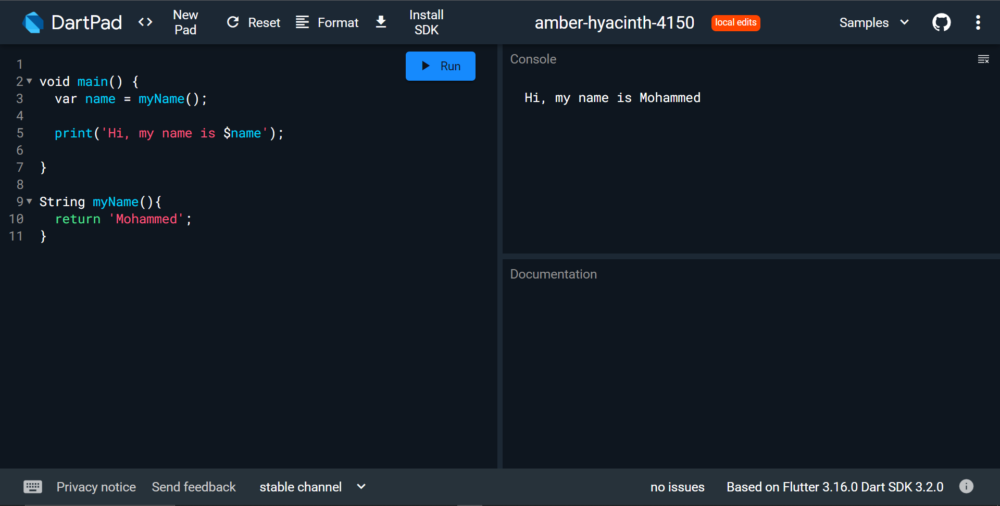 DartPad <> New Pad Reset Format Install SDK amber-hyacinth-4150 local edits Samples
Run
1
2 void main() {
3 var name = myName();
4
5 print('Hi, my name is $name');
6
7 }
8
9 String myName(){
10 return 'Mohammed';
11 }
Console
Hi, my name is Mohammed
Documentation
Privacy notice Send feedback stable channel no issues Based on Flutter 3.16.0 Dart SDK 3.2.0